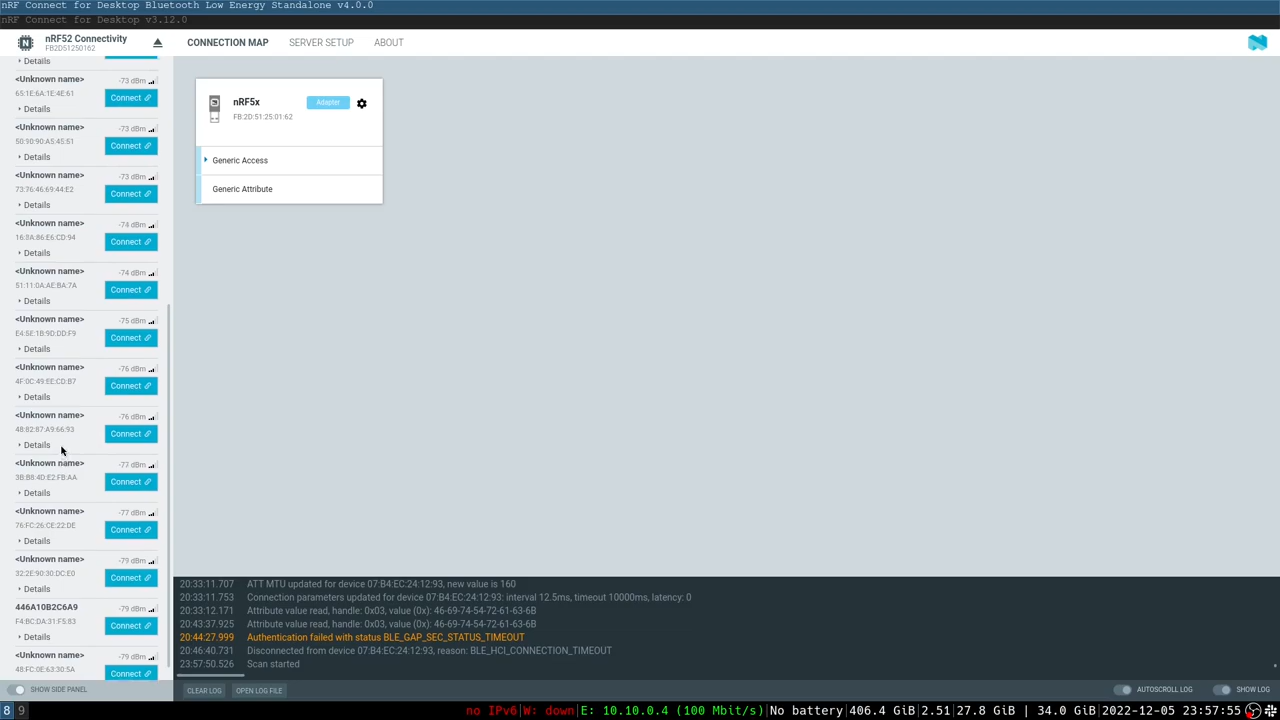 nRF Connect for Desktop Bluetooth Low Energy Standalone v4.0.0
nRF Connect for Desktop v3.12.0
nRF52 Connectivity
FB2D51250162
CONNECTION MAP
SERVER SETUP
ABOUT
Details
<Unknown name>
-73 dBm
65:1E:6A:1E:4E:61
Connect
Details
<Unknown name>
-73 dBm
50:90:90:A5:45:51
Connect
Details
<Unknown name>
-73 dBm
73:76:46:69:44:E2
Connect
Details
<Unknown name>
-74 dBm
16:8A:86:E6:CD:94
Connect
Details
<Unknown name>
-74 dBm
51:11:0A:AE:BA:7A
Connect
Details
<Unknown name>
-75 dBm
E4:5E:1B:9D:DD:F9
Connect
Details
<Unknown name>
-76 dBm
4F:0C:49:EE:CD:B7
Connect
Details
<Unknown name>
-76 dBm
48:82:87:A9:66:93
Connect
Details
<Unknown name>
-77 dBm
3B:B8:4D:E2:FB:AA
Connect
Details
<Unknown name>
-77 dBm
76:FC:26:CE:22:DE
Connect
Details
<Unknown name>
-79 dBm
32:2E:90:30:DC:E0
Connect
Details
446A10B2C6A9
-79 dBm
F4:BC:DA:31:F5:83
Connect
Details
<Unknown name>
-79 dBm
48:FC:0E:63:30:5A
Connect
SHOW SIDE PANEL
nRF5x
Adapter
FB:2D:51:25:01:62
Generic Access
Generic Attribute
20:33:11.707 ATT MTU updated for device 07:B4:EC:24:12:93, new value is 160
20:33:11.753 Connection parameters updated for device 07:B4:EC:24:12:93: interval 12.5ms, timeout 10000ms, latency: 0
20:33:12.171 Attribute value read, handle: 0x03, value (0x): 46-69-74-54-72-61-63-6B
20:43:37.925 Attribute value read, handle: 0x03, value (0x): 46-69-74-54-72-61-63-6B
20:44:27.999 Authentication failed with status BLE_GAP_SEC_STATUS_TIMEOUT
20:46:40.731 Disconnected from device 07:B4:EC:24:12:93, reason: BLE_HCI_CONNECTION_TIMEOUT
23:57:50.526 Scan started
CLEAR LOG
OPEN LOG FILE
AUTOSCROLL LOG
SHOW LOG
8 9
no IPv6|W: down|E: 10.10.0.4 (100 Mbit/s)|No battery|406.4 GiB|2.51|27.8 GiB | 34.0 GiB|2022-12-05 23:57:55